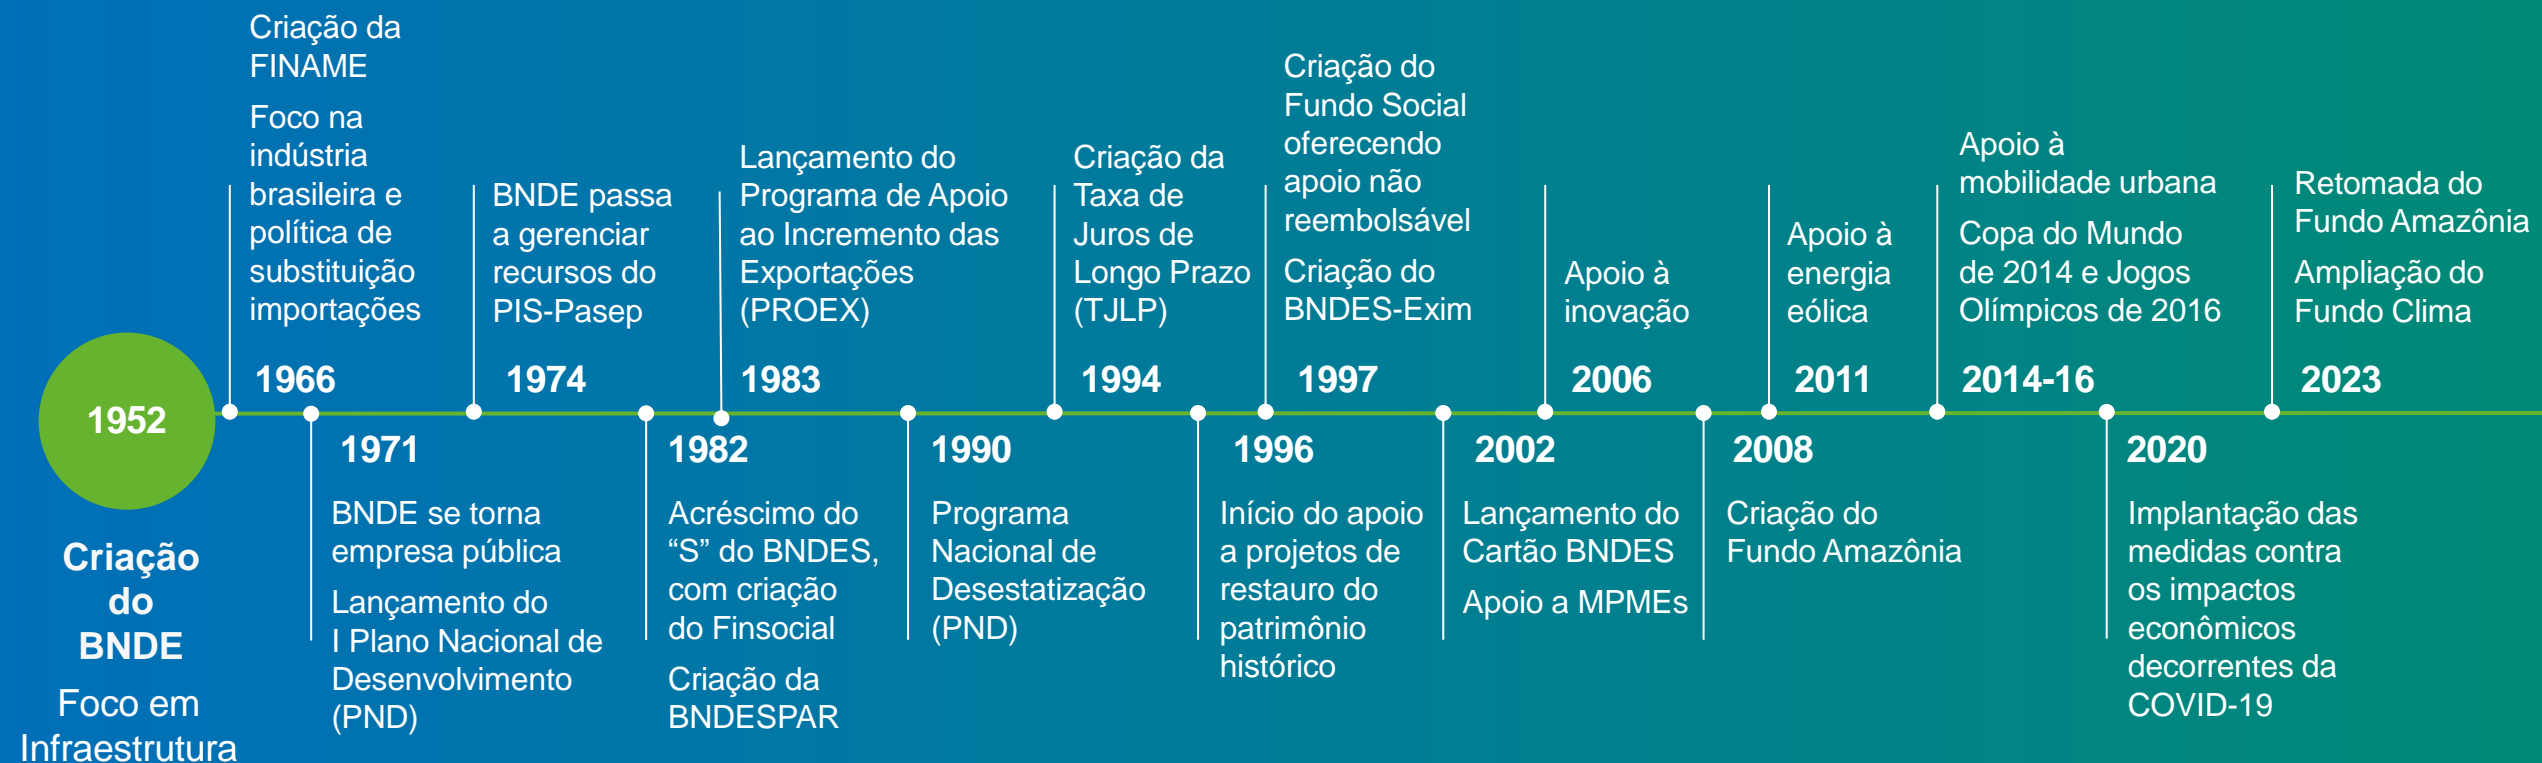 1952
Criação
do
BNDE
Foco em
Infraestrutura
Criação da
FINAME
Foco na
indústria
brasileira e
política de
substituição
importações
1966
1971
BNDE se torna
empresa pública
Lançamento do
I Plano Nacional de
Desenvolvimento
(PND)
BNDE passa
a gerenciar
recursos do
PIS-Pasep
1974
1982
Acréscimo do
“S” do BNDES,
com criação
do Finsocial
Criação da
BNDESPAR
Lançamento do
Programa de Apoio
ao Incremento das
Exportações
(PROEX)
1983
1990
Programa
Nacional de
Desestatização
(PND)
Criação da
Taxa de
Juros de
Longo Prazo
(TJLP)
1994
1996
Início do apoio
a projetos de
restauro do
patrimônio
histórico
Criação do
Fundo Social
oferecendo
apoio não
reembolsável
Criação do
BNDES-Exim
1997
2002
Lançamento do
Cartão BNDES
Apoio a MPMEs
Apoio à
inovação
2006
2008
Criação do
Fundo Amazônia
Apoio à
energia
eólica
2011
Apoio à
mobilidade urbana
Copa do Mundo
de 2014 e Jogos
Olímpicos de 2016
2014-16
2020
Implantação das
medidas contra
os impactos
econômicos
decorrentes da
COVID-19
Retomada do
Fundo Amazônia
Ampliação do
Fundo Clima
2023